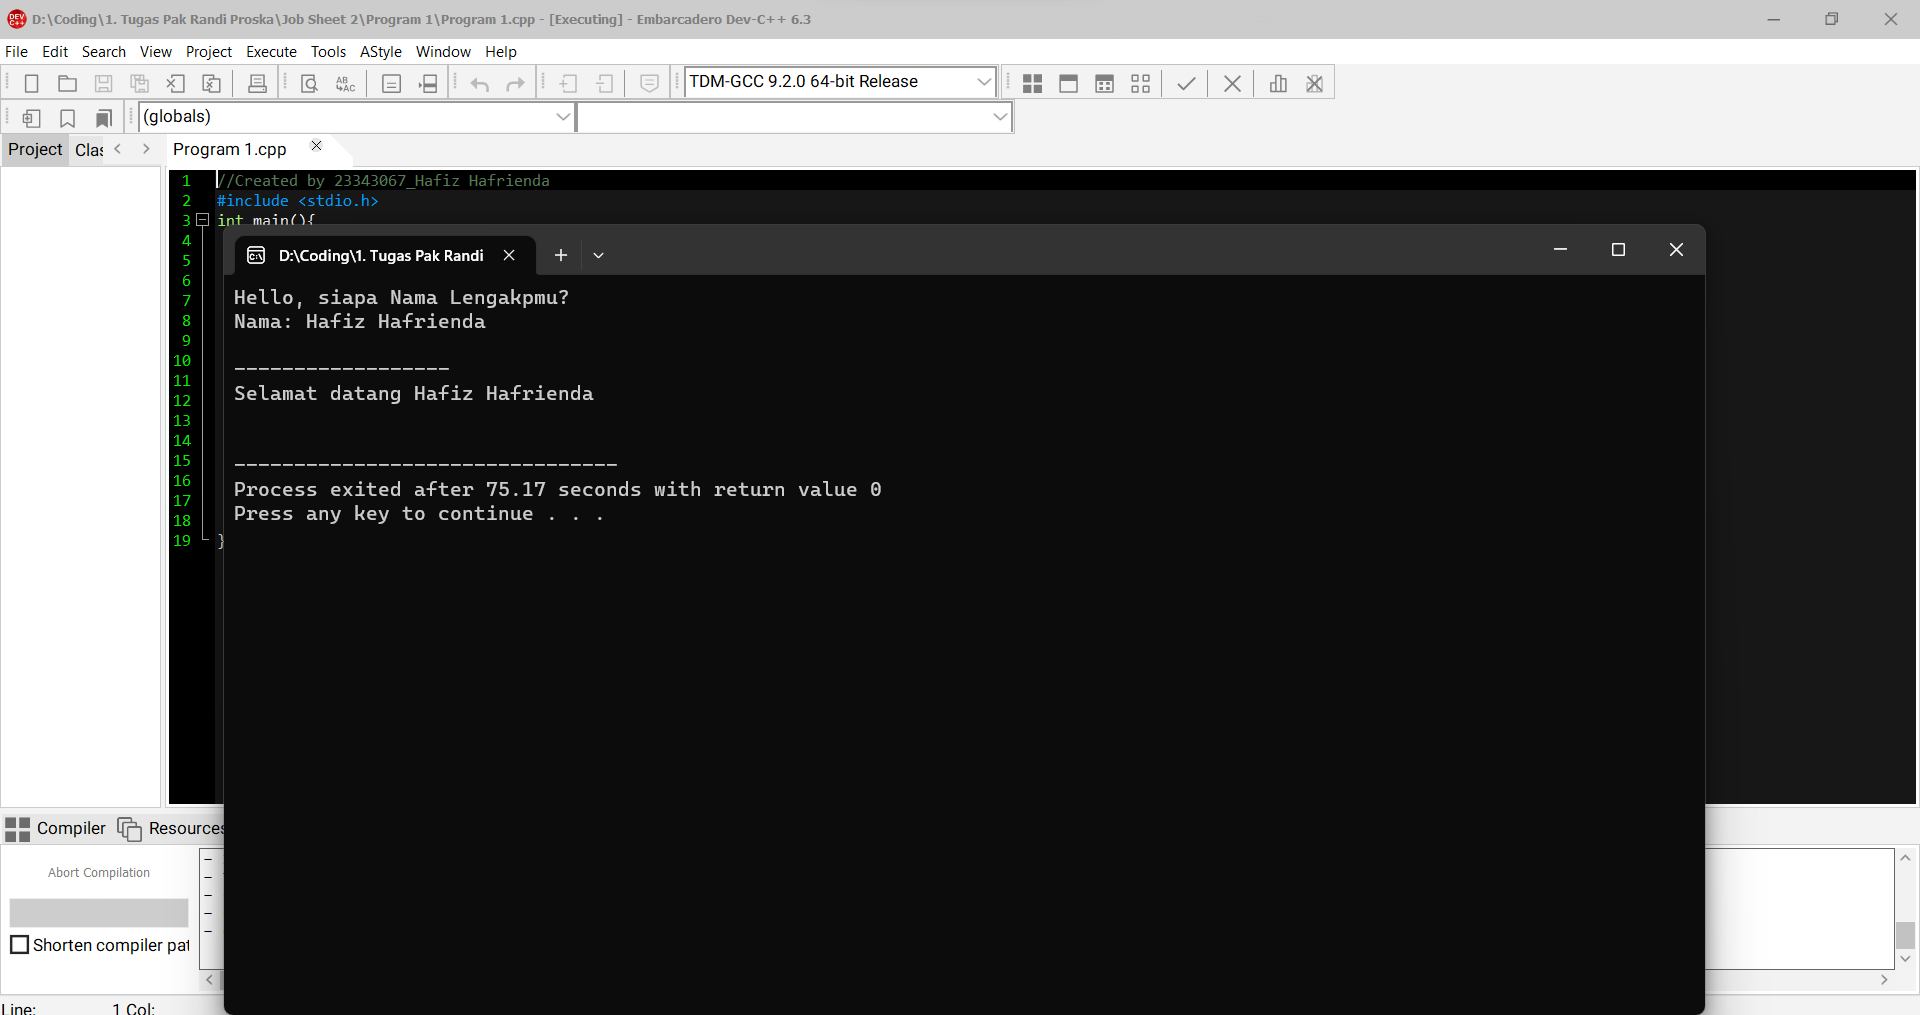 D:\Coding\1. Tugas Pak Randi Proska\Job Sheet 2\Program 1\Program 1.cpp - [Executing] - Embarcadero Dev-C++ 6.3
File Edit Search View Project Execute Tools AStyle Window Help
TDM-GCC 9.2.0 64-bit Release
(globals)
Project Clas
Program 1.cpp
1 //Created by 23343067_Hafiz Hafrienda
2 #include <stdio.h>
3 int main(){
4
5
6
7
8
9
10
11
12
13
14
15
16
17
18
19 }
D:\Coding\1. Tugas Pak Randi
Hello, siapa Nama Lengakpmu?
Nama: Hafiz Hafrienda
------------------
Selamat datang Hafiz Hafrienda
--------------------------------
Process exited after 75.17 seconds with return value 0
Press any key to continue . . .
Compiler Resources
Abort Compilation
Shorten compiler pat
-
-
-
-
-
Line: 1 Col: